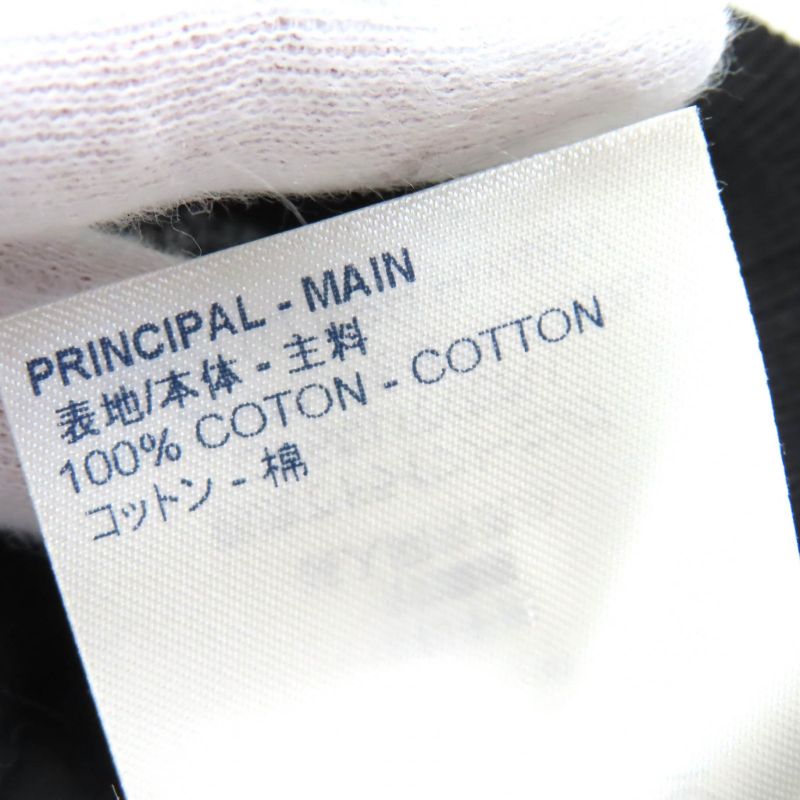 PRINCIPAL - MAIN
表地/本体 - 主料
100% COTON - COTTON
コットン - 棉